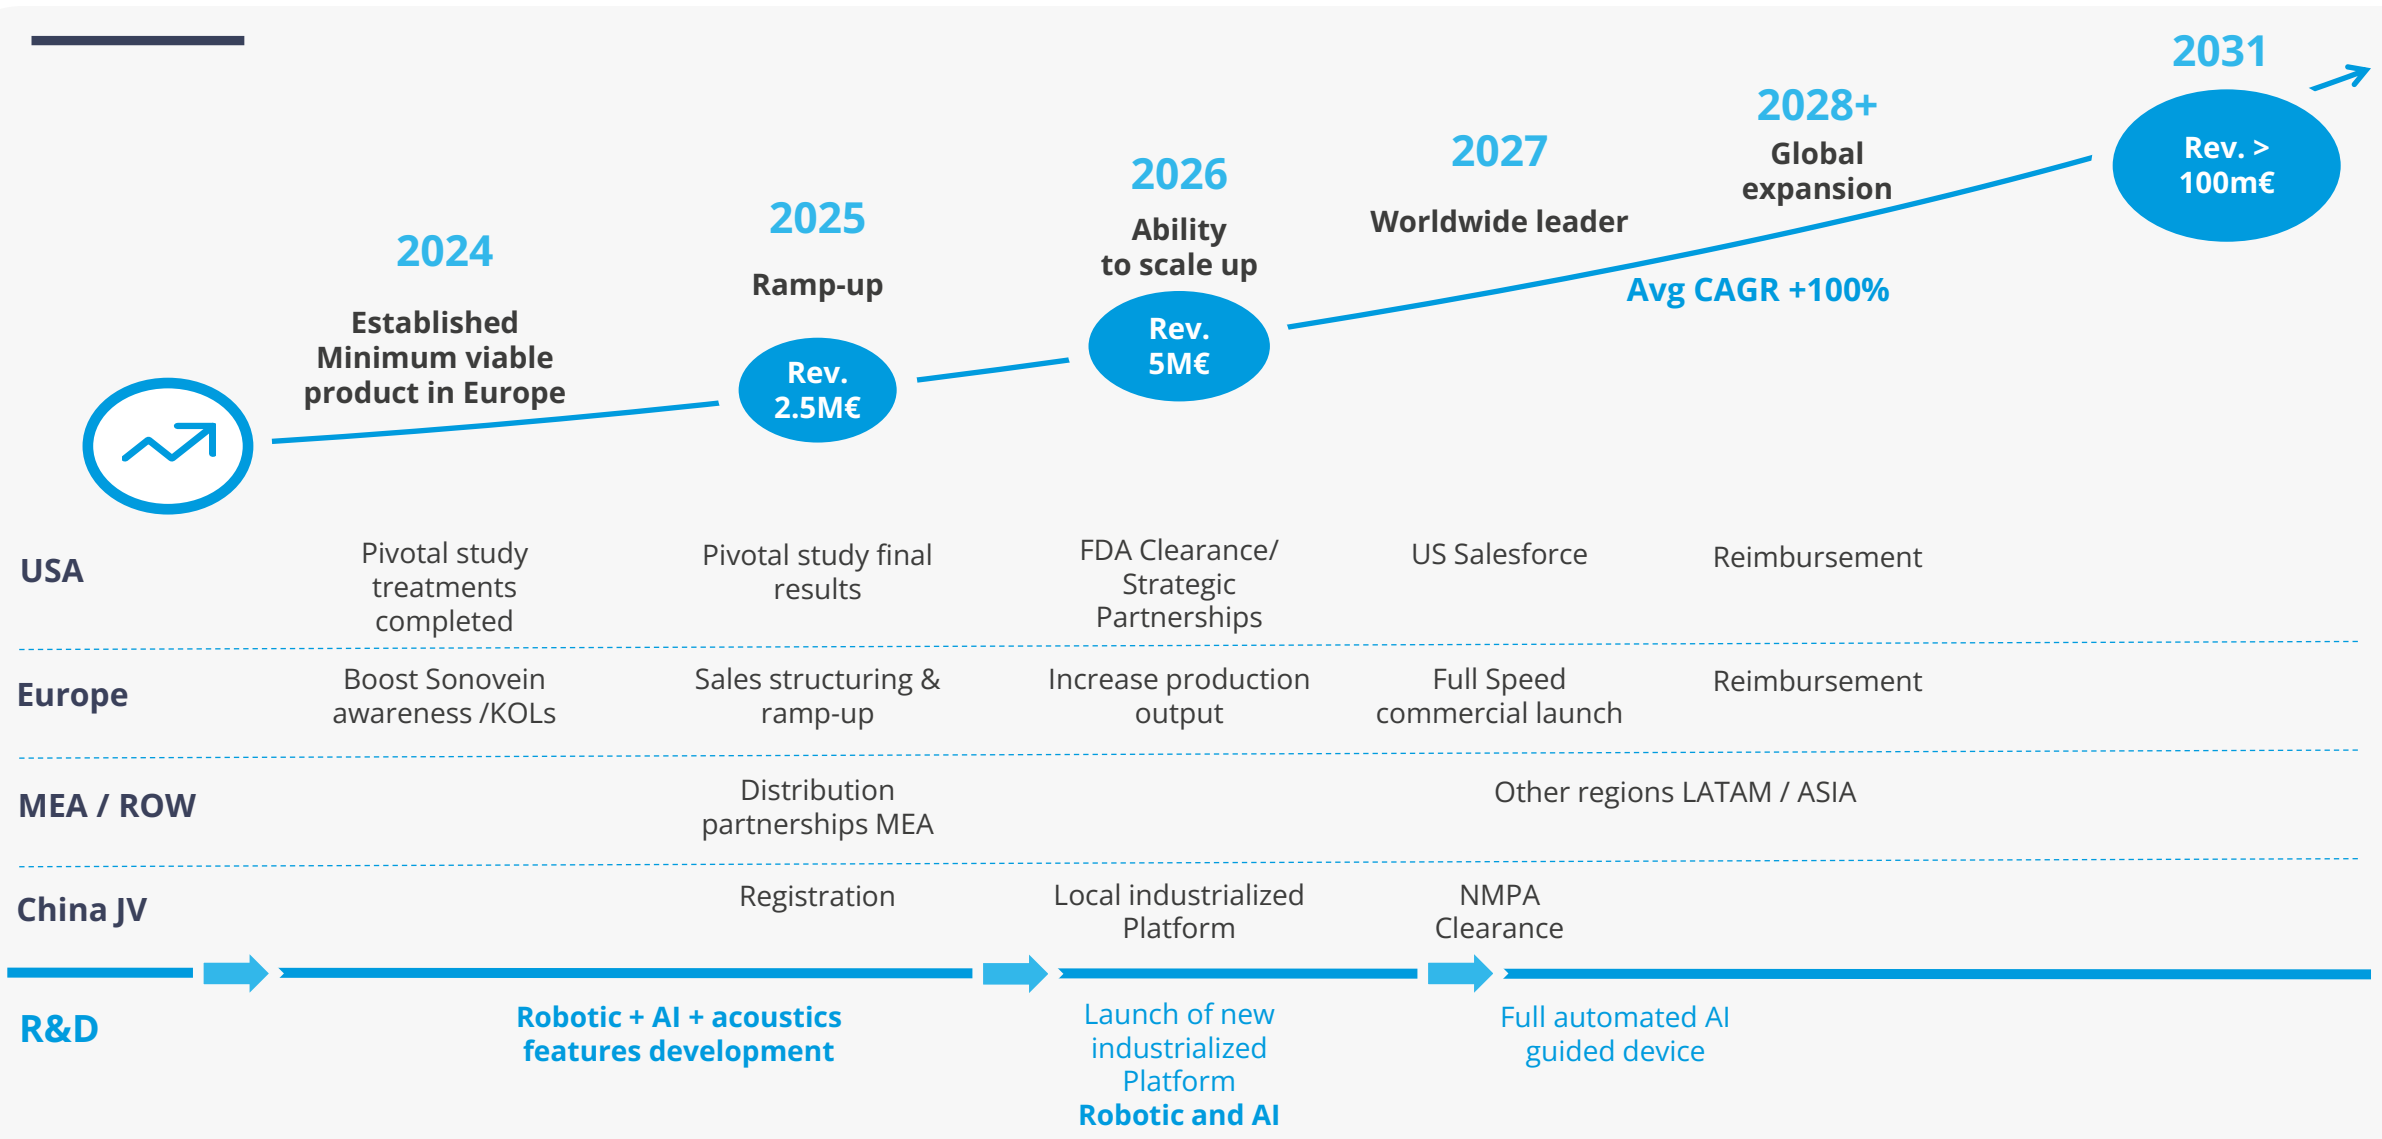 2024
Established
Minimum viable
product in Europe
2025
Ramp-up
Rev.
2.5M€
2026
Ability
to scale up
Rev.
5M€
2027
Worldwide leader
2028+
Global
expansion
Avg CAGR +100%
2031
Rev. >
100m€
USA
Pivotal study
treatments
completed
Pivotal study final
results
FDA Clearance/
Strategic
Partnerships
US Salesforce
Reimbursement
Europe
Boost Sonovein
awareness /KOLs
Sales structuring &
ramp-up
Increase production
output
Full Speed
commercial launch
Reimbursement
MEA / ROW
Distribution
partnerships MEA
Other regions LATAM / ASIA
China JV
Registration
Local industrialized
Platform
NMPA
Clearance
R&D
Robotic + AI + acoustics
features development
Launch of new
industrialized
Platform
Robotic and AI
Full automated AI
guided device